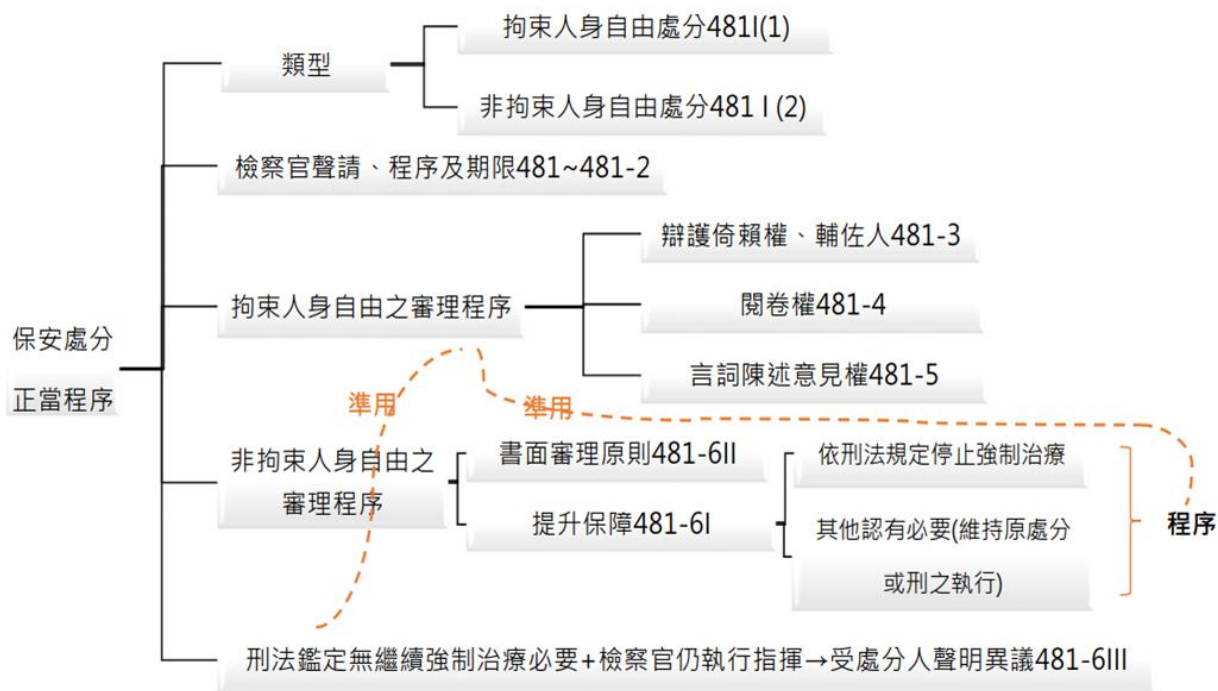 拘束人身自由處分481I(1)
類型
非拘束人身自由處分481 I (2)
檢察官聲請、程序及期限481~481-2
辯護倚賴權、輔佐人481-3
拘束人身自由之審理程序
閱卷權481-4
言詞陳述意見權481-5
保安處分
正當程序
準用
準用
非拘束人身自由之
審理程序
書面審理原則481-6II
提升保障481-6I
依刑法規定停止強制治療
其他認有必要(維持原處分
或刑之執行)
程序
刑法鑑定無繼續強制治療必要+檢察官仍執行指揮→受處分人聲明異議481-6III